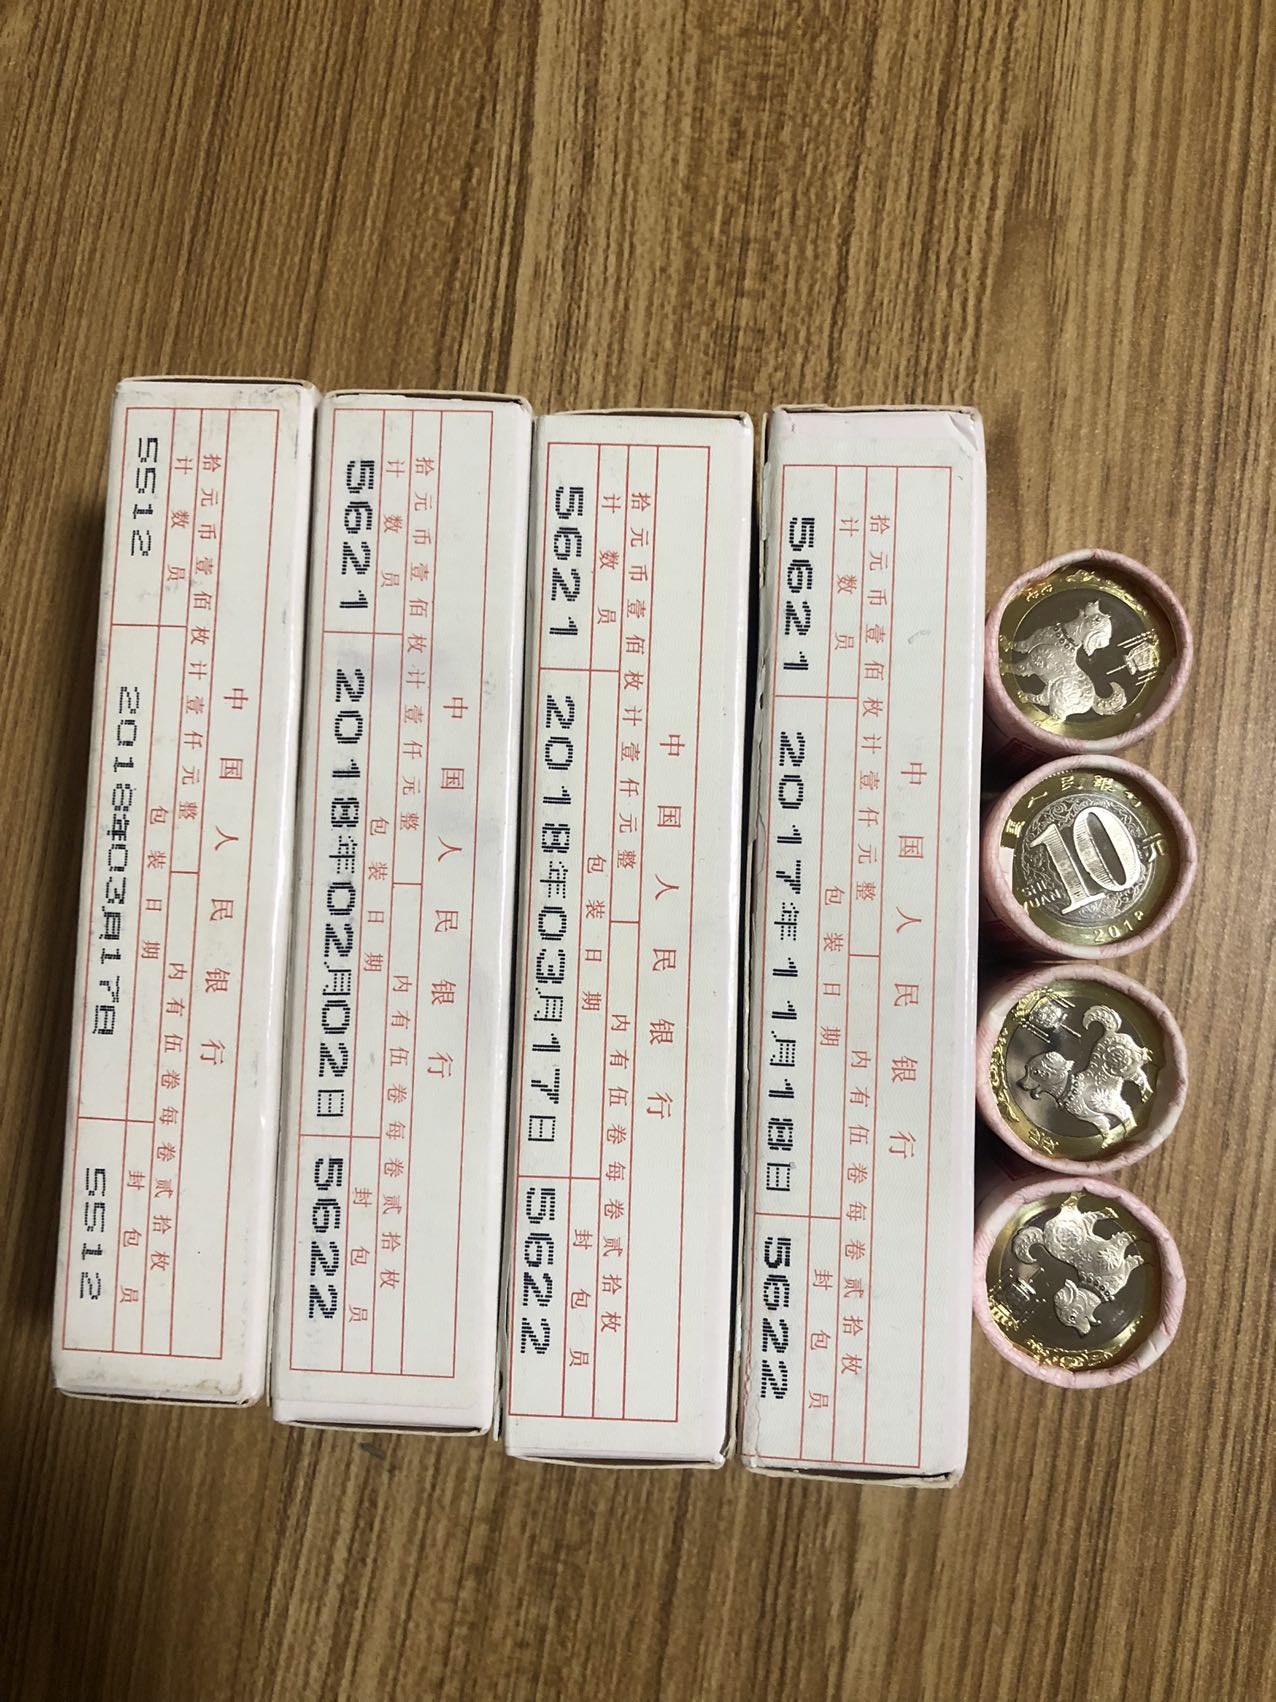 中国人民银行
拾元币壹佰枚计壹仟元整 内有伍卷每卷贰拾枚
计数员 包装日期 封包员
5512 2018年03月17日 5512
中国人民银行
拾元币壹佰枚计壹仟元整 内有伍卷每卷贰拾枚
计数员 包装日期 封包员
5621 2018年02月02日 5622
中国人民银行
拾元币壹佰枚计壹仟元整 内有伍卷每卷贰拾枚
计数员 包装日期 封包员
5621 2018年03月17日 5622
中国人民银行
拾元币壹佰枚计壹仟元整 内有伍卷每卷贰拾枚
计数员 包装日期 封包员
5621 2017年11月18日 5622
国人民银行
10
元
YUAN
2018